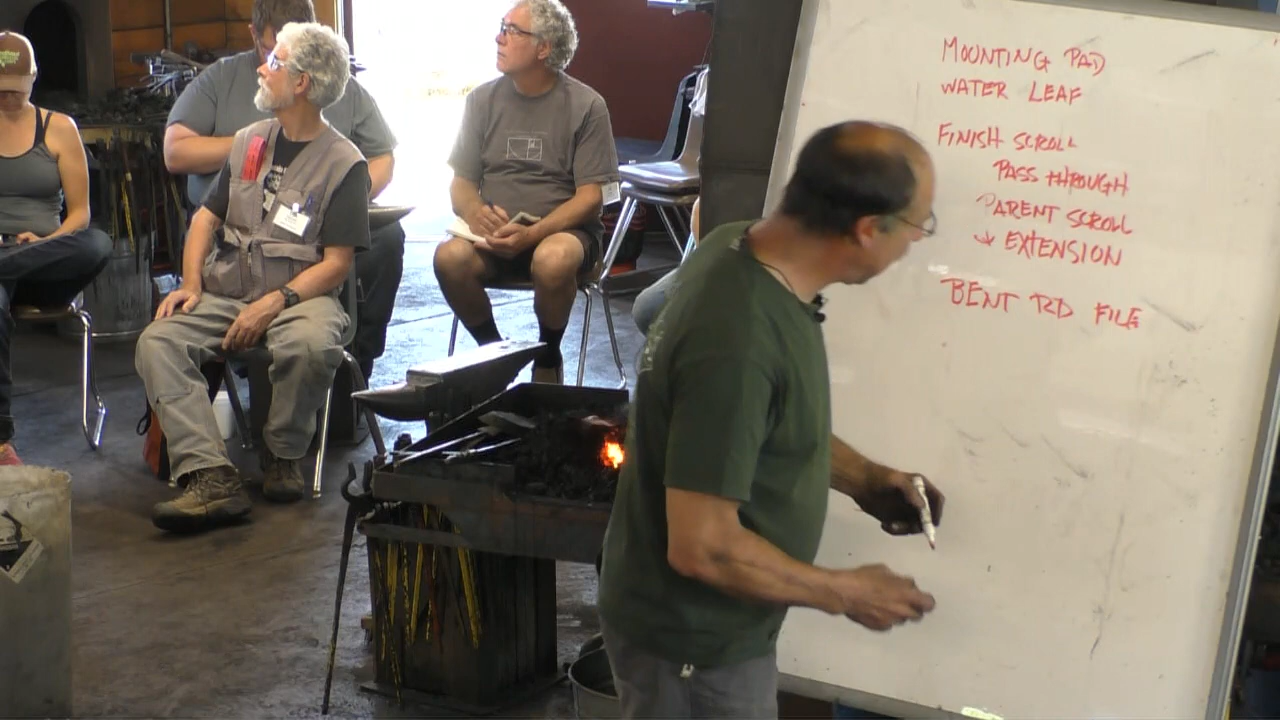 MOUNTING PAD
WATER LEAF
FINISH SCROLL
PASS THROUGH
PARENT SCROLL
EXTENSION
BENT RD FILE